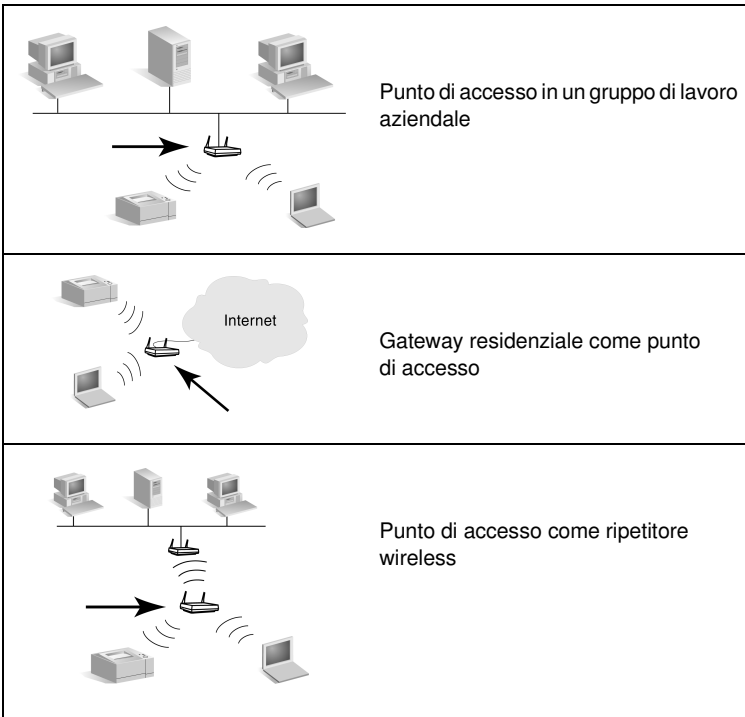 Punto di accesso in un gruppo di lavoro
aziendale
Internet
Gateway residenziale come punto
di accesso
Punto di accesso come ripetitore
wireless